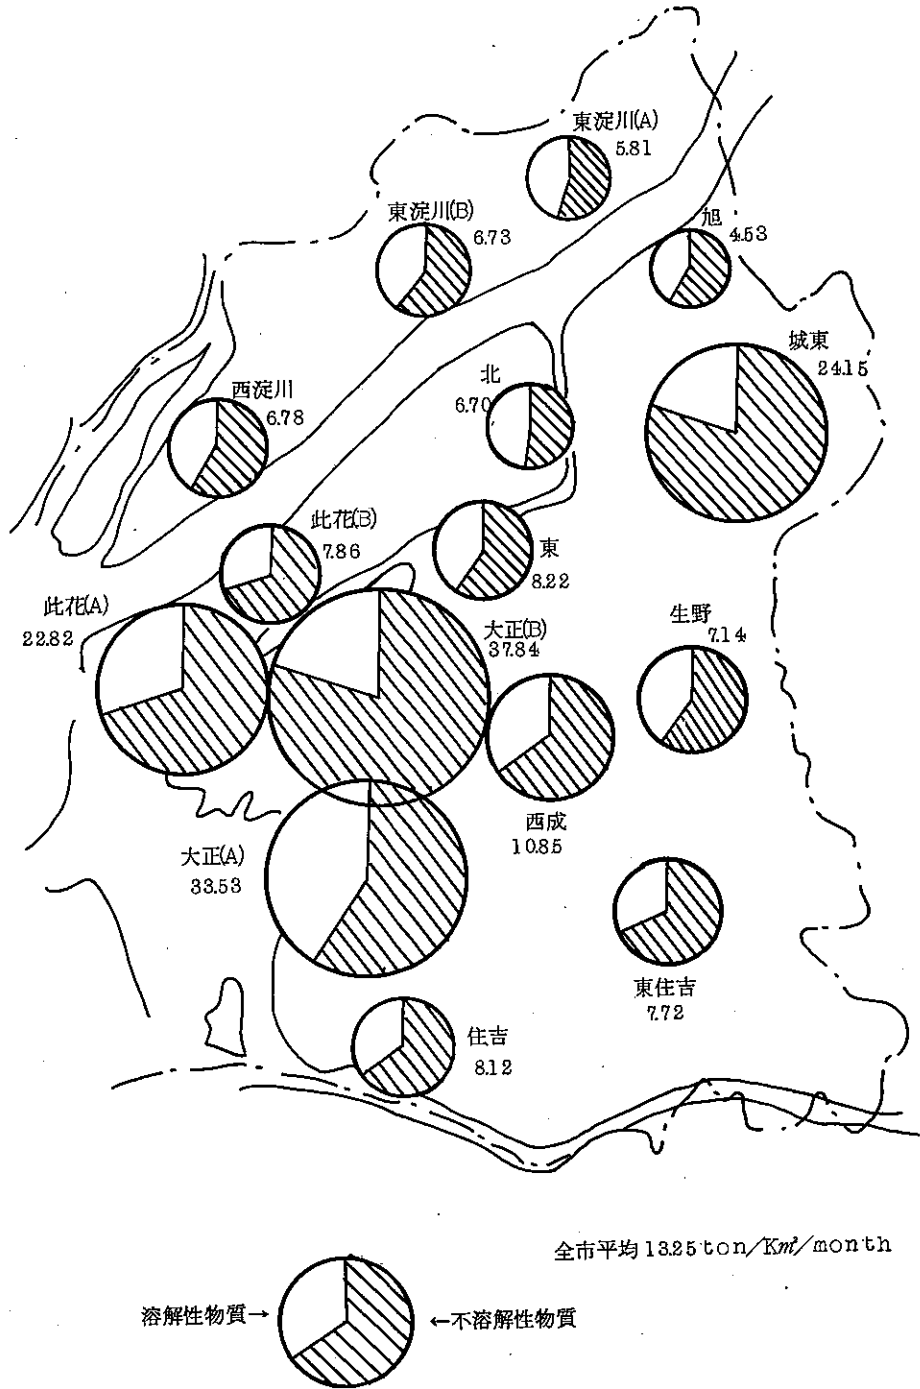 東淀川(A)
5.81
東淀川(B)
6.73
旭
4.53
城東
24.15
北
6.70
西淀川
6.78
此花(B)
7.86
東
8.22
此花(A)
22.82
大正(B)
37.84
生野
7.14
西成
10.85
大正(A)
33.53
東住吉
7.72
住吉
8.12
全市平均 13.25 ton/Km²/month
溶解性物質→
←不溶解性物質